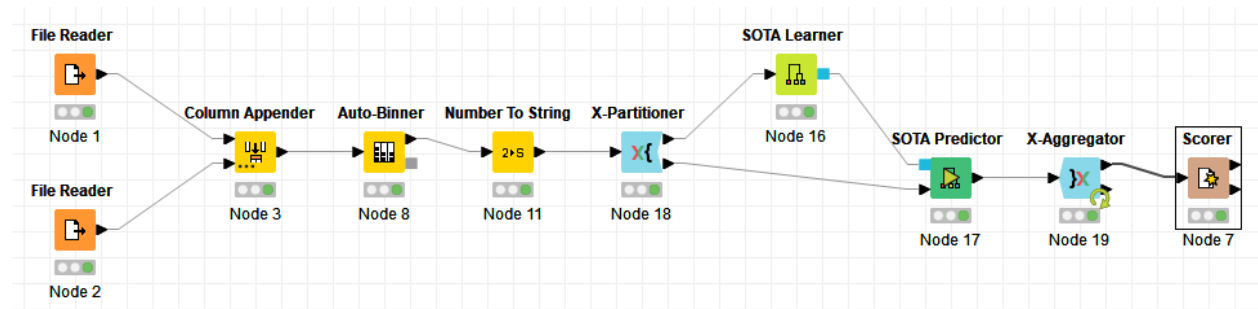 File Reader
Node 1
File Reader
Node 2
Column Appender
Node 3
Auto-Binner
Node 8
Number To String
2▸S
Node 11
X-Partitioner
X{
Node 18
SOTA Learner
Node 16
SOTA Predictor
Node 17
X-Aggregator
}X
Node 19
Scorer
Node 7